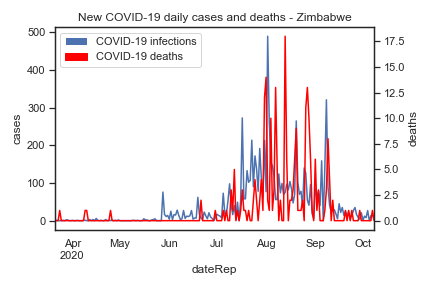 New COVID-19 daily cases and deaths - Zimbabwe
COVID-19 infections
COVID-19 deaths
500
400
300
200
100
0
cases
17.5
15.0
12.5
10.0
7.5
5.0
2.5
0.0
deaths
Apr May Jun Jul Aug Sep Oct
2020
dateRep